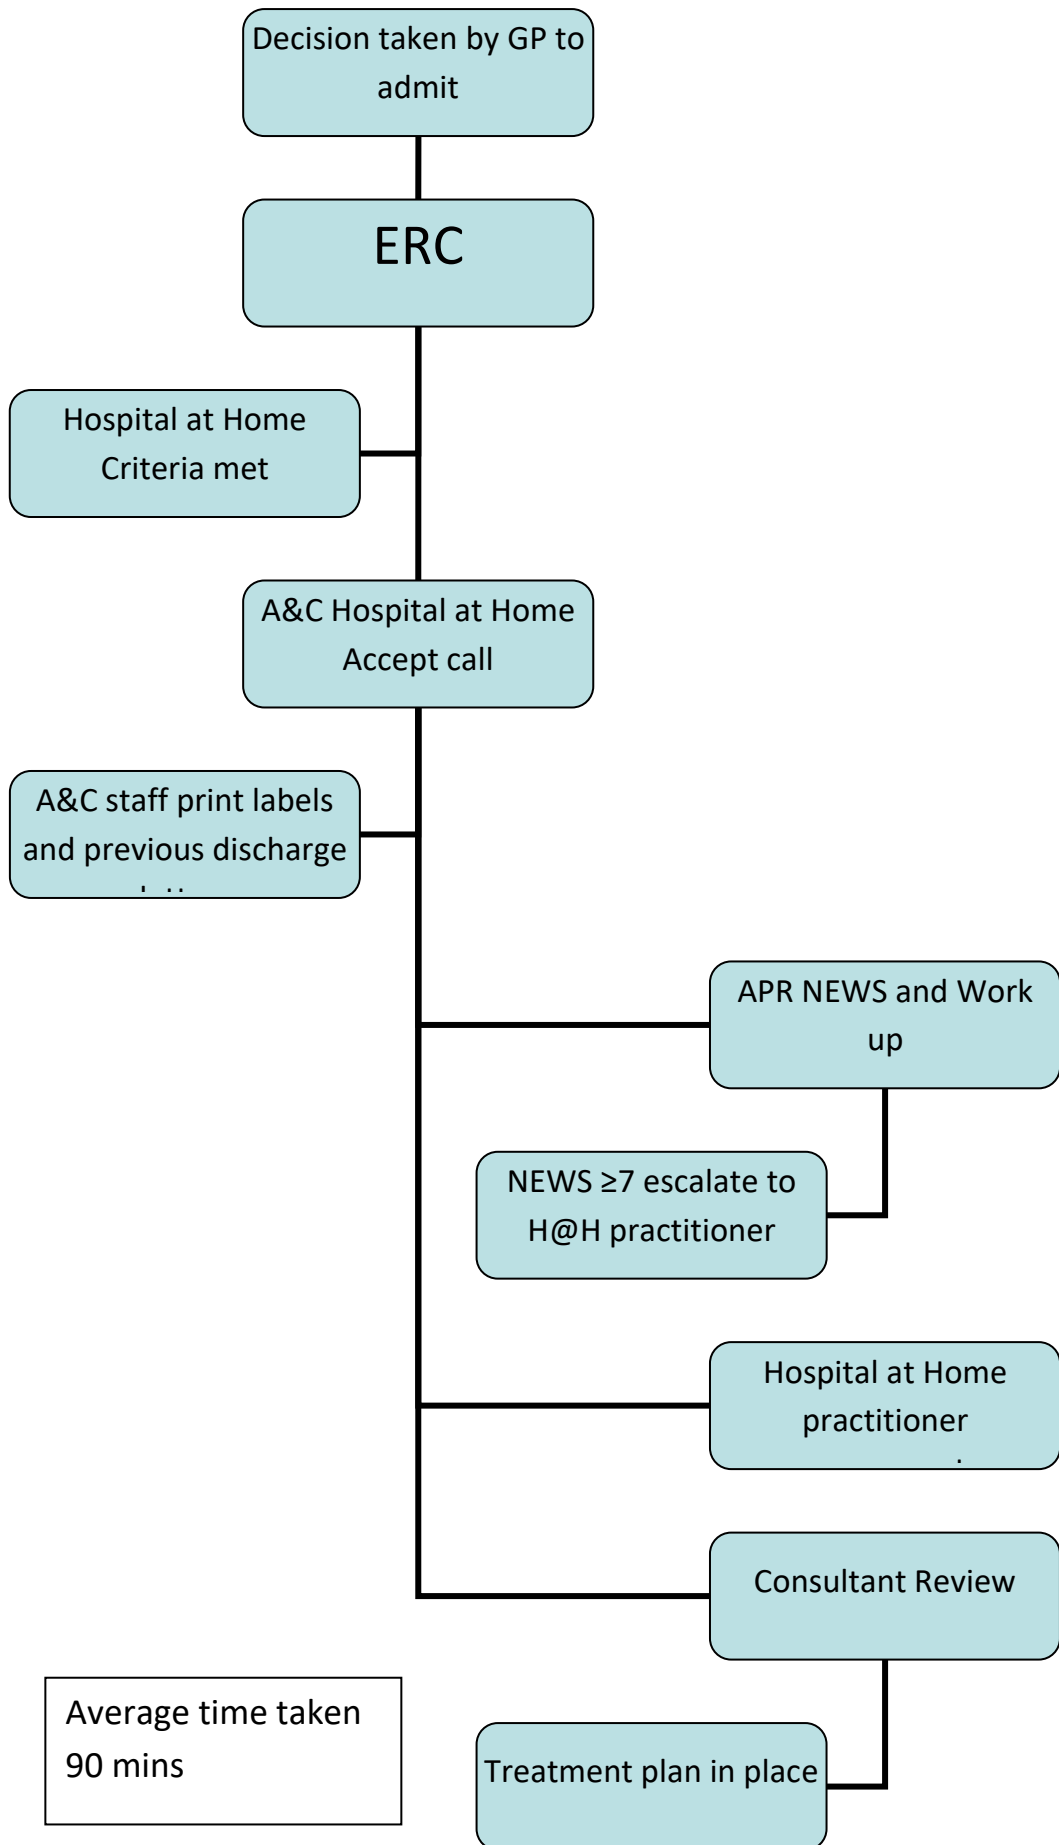 Decision taken by GP to
admit
ERC
Hospital at Home
Criteria met
A&C Hospital at Home
Accept call
A&C staff print labels
and previous discharge
APR NEWS and Work
up
NEWS ≥7 escalate to
H@H practitioner
Hospital at Home
practitioner
Consultant Review
Average time taken
90 mins
Treatment plan in place